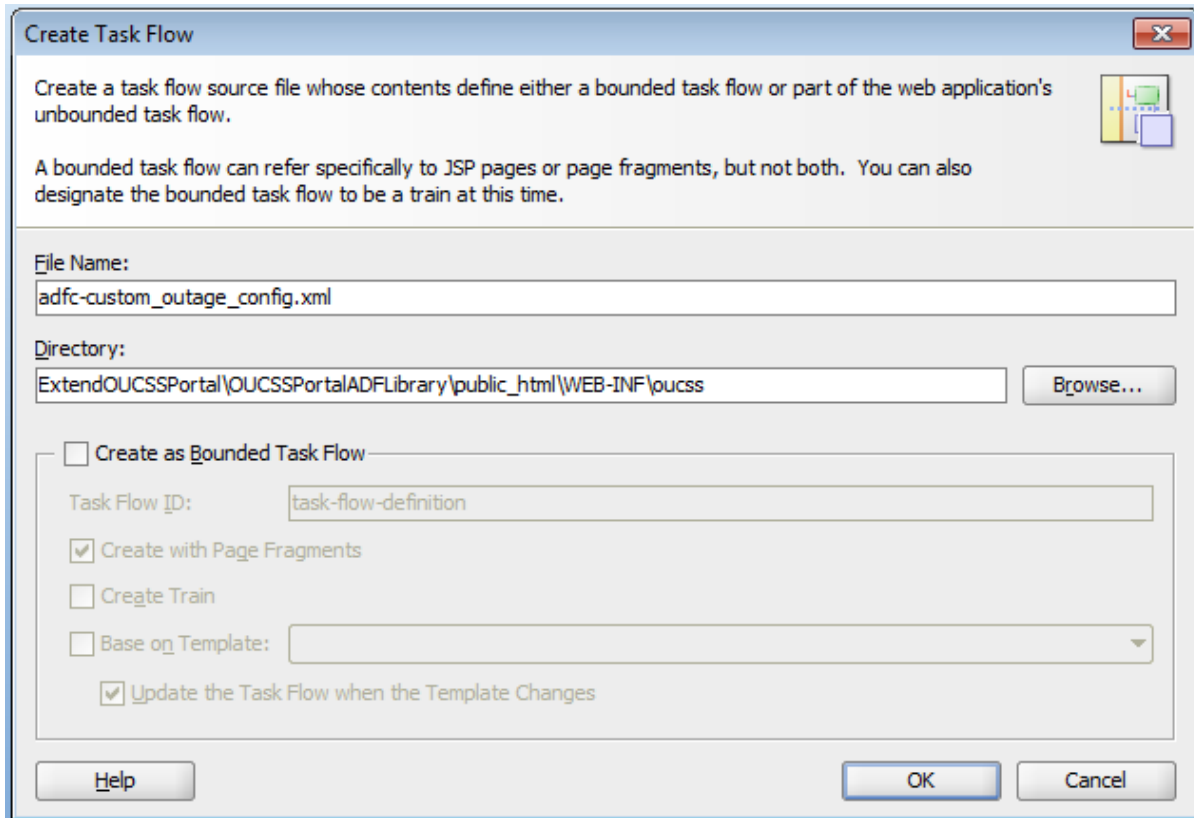 Create Task Flow
Create a task flow source file whose contents define either a bounded task flow or part of the web application's
unbounded task flow.
A bounded task flow can refer specifically to JSP pages or page fragments, but not both.  You can also
designate the bounded task flow to be a train at this time.
File Name:
adfc-custom_outage_config.xml
Directory:
ExtendOUCSSPortal\OUCSSPortalADFLibrary\public_html\WEB-INF\oucss
Browse...
Create as Bounded Task Flow
Task Flow ID:
task-flow-definition
Create with Page Fragments
Create Train
Base on Template:
Update the Task Flow when the Template Changes
Help
OK
Cancel